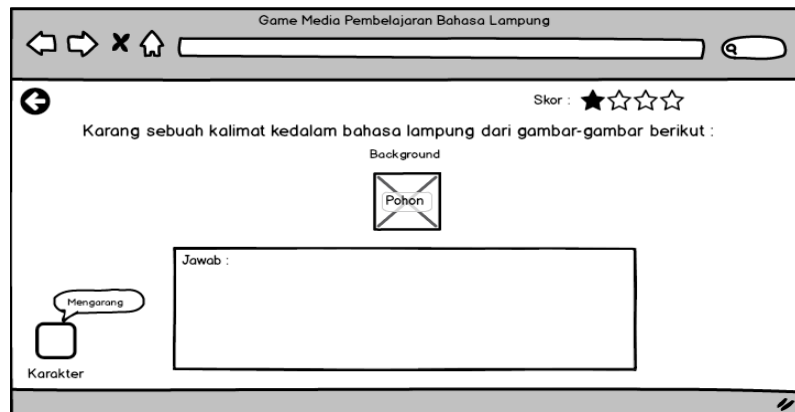 Game Media Pembelajaran Bahasa Lampung
Skor :
Karang sebuah kalimat kedalam bahasa lampung dari gambar-gambar berikut :
Background
Pohon
Jawab :
Mengarang
Karakter